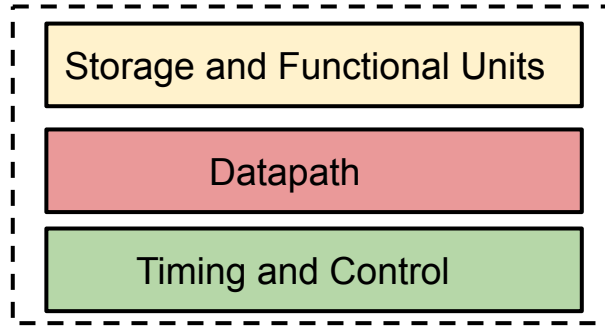 Storage and Functional Units
Datapath
Timing and Control